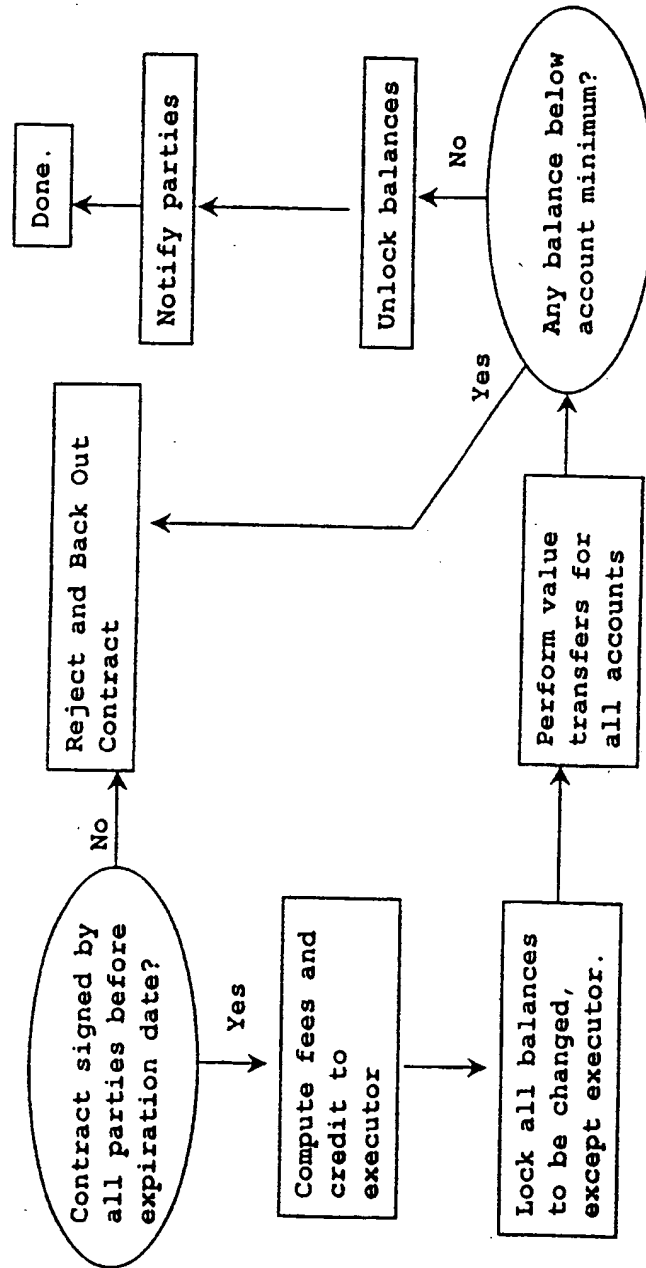 Contract signed by
all parties before
expiration date?
No
Reject and Back Out
Contract
Yes
Compute fees and
credit to
executor
Lock all balances
to be changed,
except executor.
Perform value
transfers for
all accounts
Any balance below
account minimum?
Yes
No
Unlock balances
Notify parties
Done.